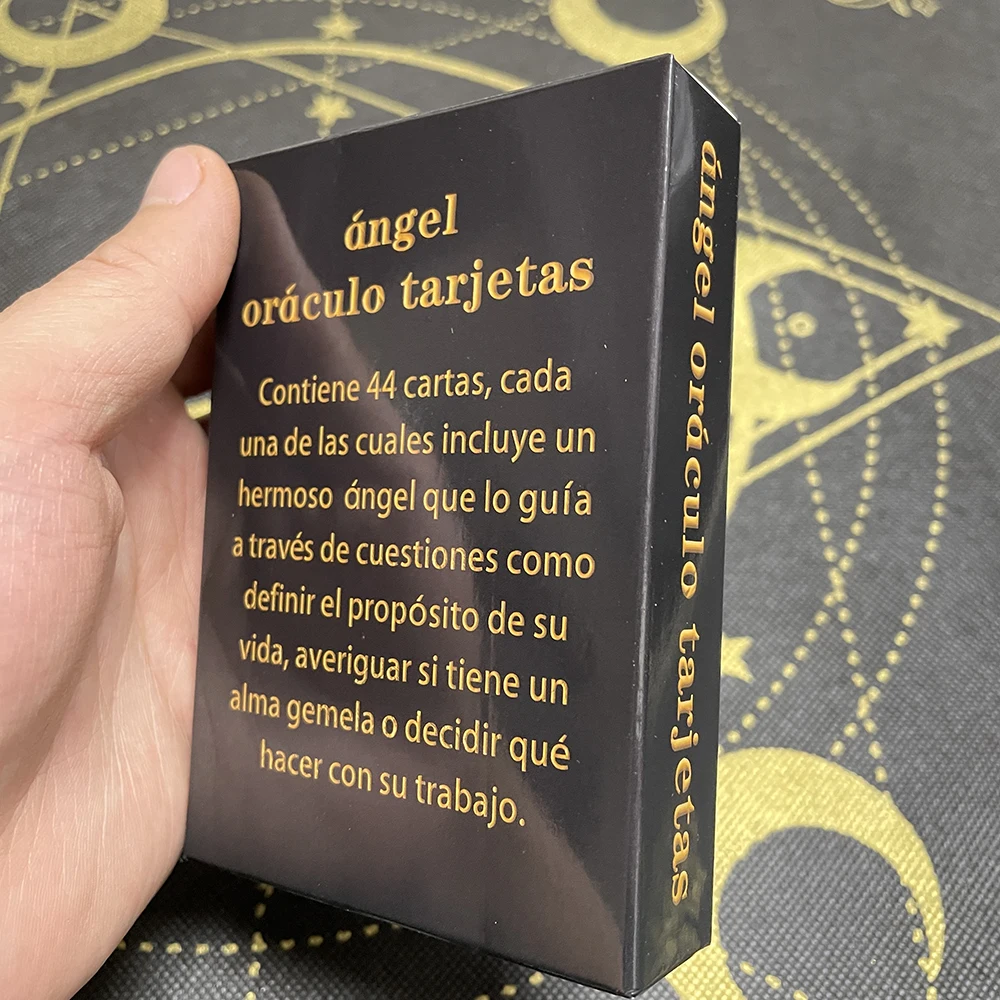 ángel
oráculo tarjetas
Contiene 44 cartas, cada
una de las cuales incluye un
hermoso ángel que lo guía
a través de cuestiones como
definir el propósito de su
vida, averiguar si tiene un
alma gemela o decidir qué
hacer con su trabajo.
ángel oráculo tarjetas